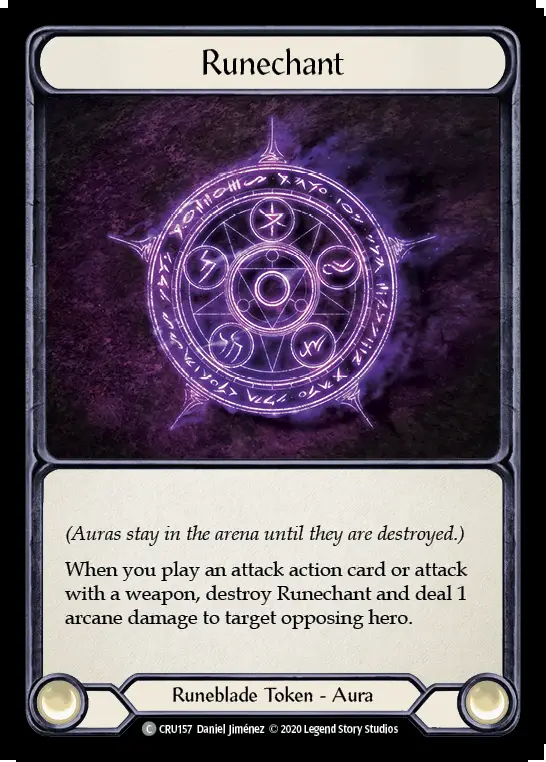 Runechant
(Auras stay in the arena until they are destroyed.)
When you play an attack action card or attack
with a weapon, destroy Runechant and deal 1
arcane damage to target opposing hero.
Runeblade Token - Aura
C CRU157 Daniel Jiménez © 2020 Legend Story Studios